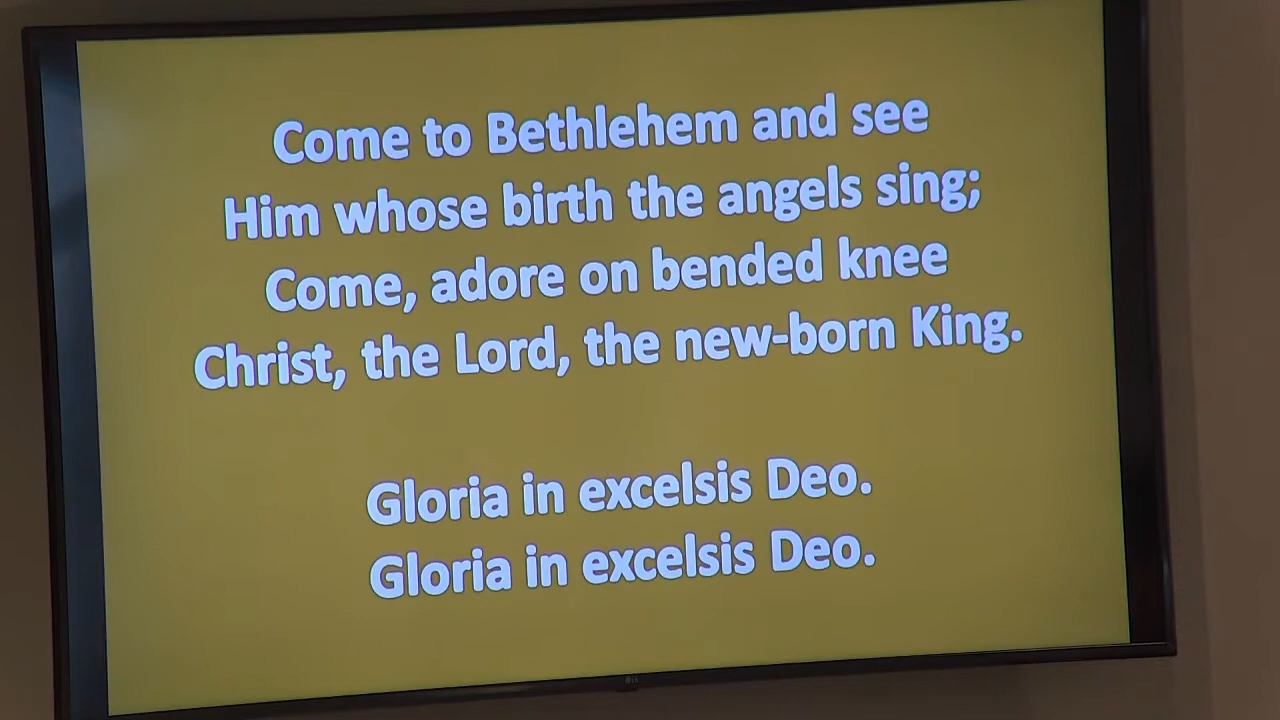 Come to Bethlehem and see
Him whose birth the angels sing;
Come, adore on bended knee
Christ, the Lord, the new-born King.
Gloria in excelsis Deo.
Gloria in excelsis Deo.